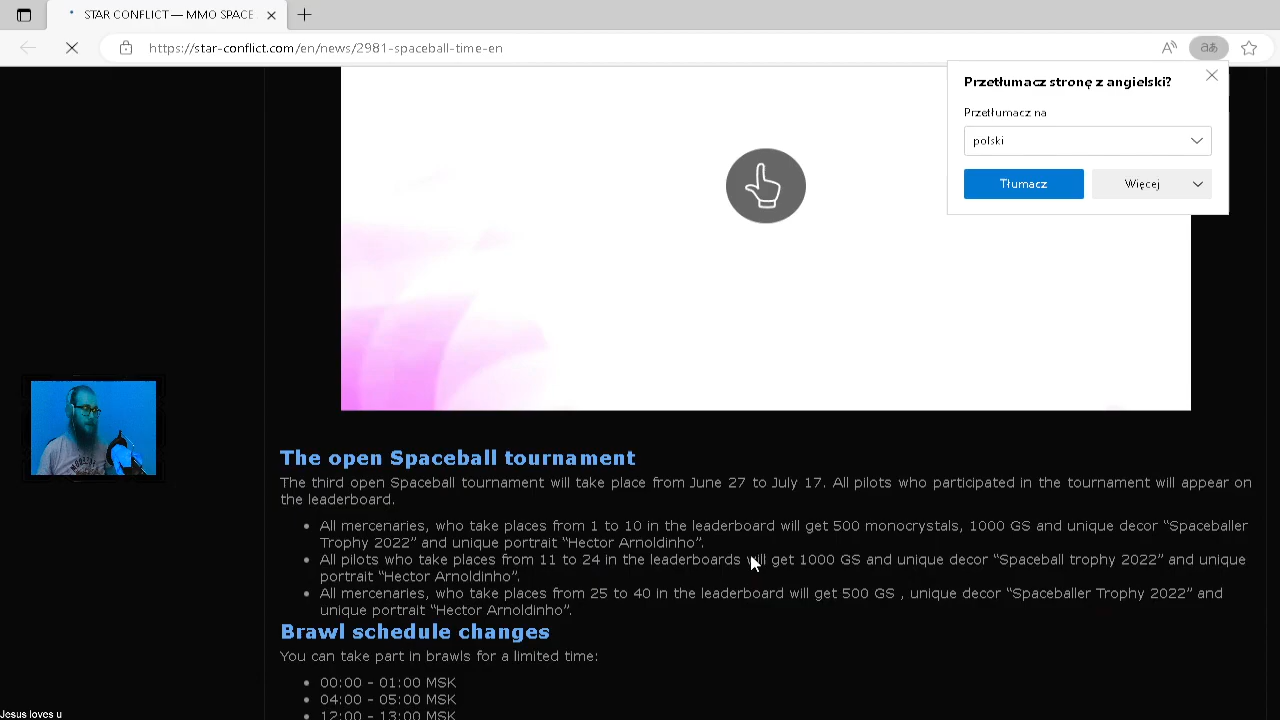 STAR CONFLICT — MMO SPACE
https://star-conflict.com/en/news/2981-spaceball-time-en
Przetłumacz stronę z angielski?
Przetłumacz na
polski
Tłumacz
Więcej
The open Spaceball tournament
The third open Spaceball tournament will take place from June 27 to July 17. All pilots who participated in the tournament will appear on
the leaderboard.
All mercenaries, who take places from 1 to 10 in the leaderboard will get 500 monocrystals, 1000 GS and unique decor “Spaceballer
Trophy 2022” and unique portrait “Hector Arnoldinho”.
All pilots who take places from 11 to 24 in the leaderboards will get 1000 GS and unique decor “Spaceball trophy 2022” and unique
portrait “Hector Arnoldinho”.
All mercenaries, who take places from 25 to 40 in the leaderboard will get 500 GS , unique decor “Spaceballer Trophy 2022” and
unique portrait “Hector Arnoldinho”.
Brawl schedule changes
You can take part in brawls for a limited time:
00:00 – 01:00 MSK
04:00 – 05:00 MSK
12:00 – 13:00 MSK
Jesus loves u